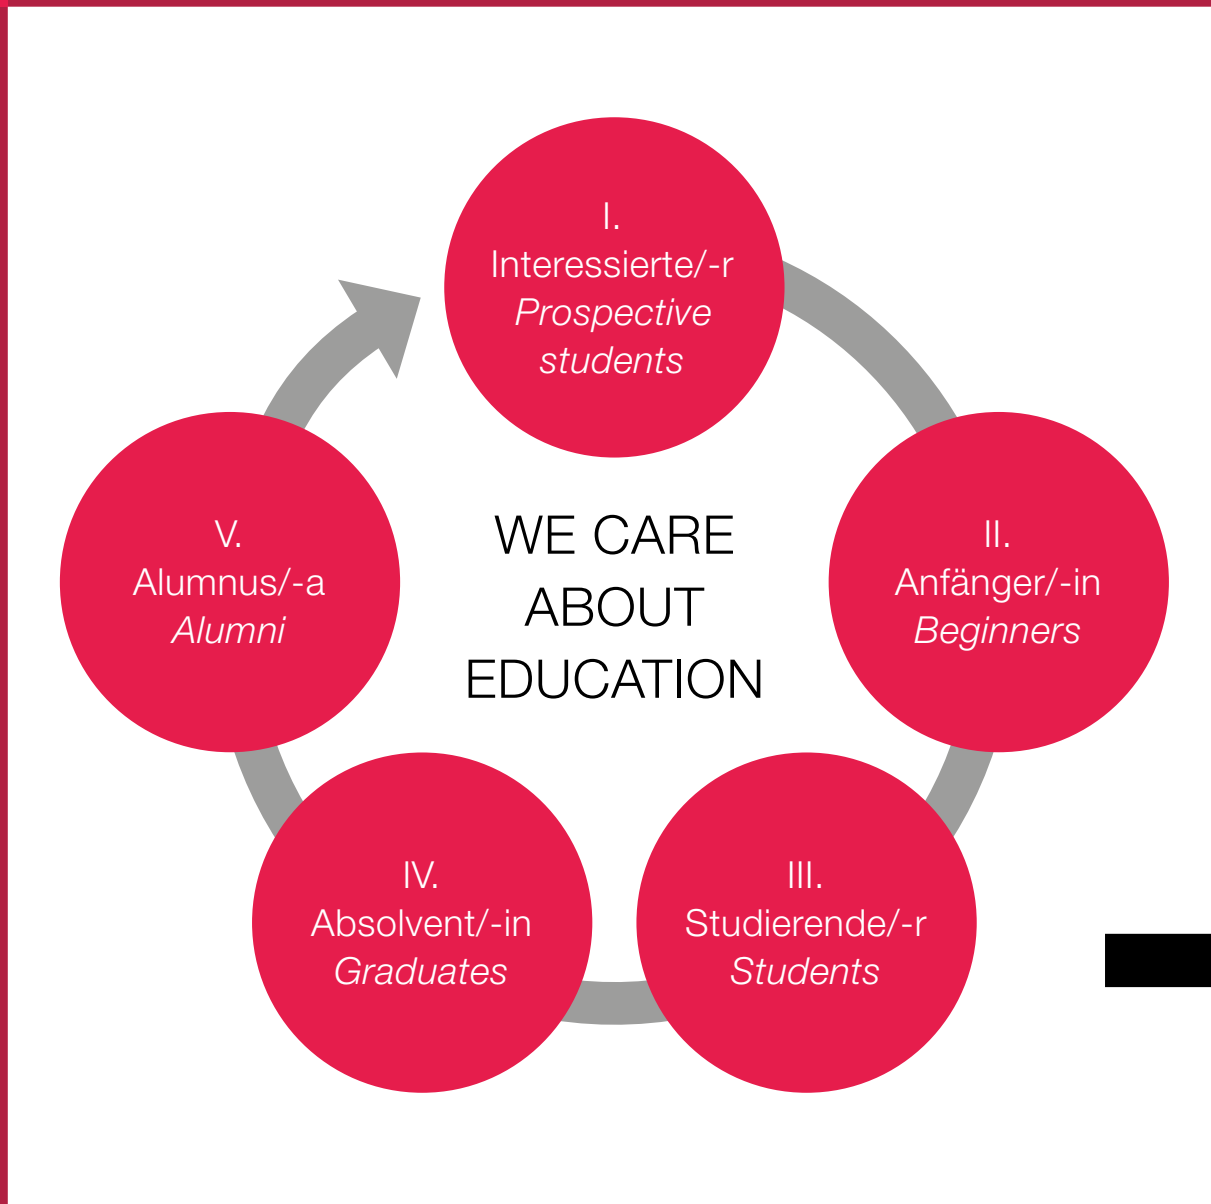 I.
Interessierte/-r
Prospective
students
II.
Anfänger/-in
Beginners
III.
Studierende/-r
Students
IV.
Absolvent/-in
Graduates
V.
Alumnus/-a
Alumni
WE CARE
ABOUT
EDUCATION